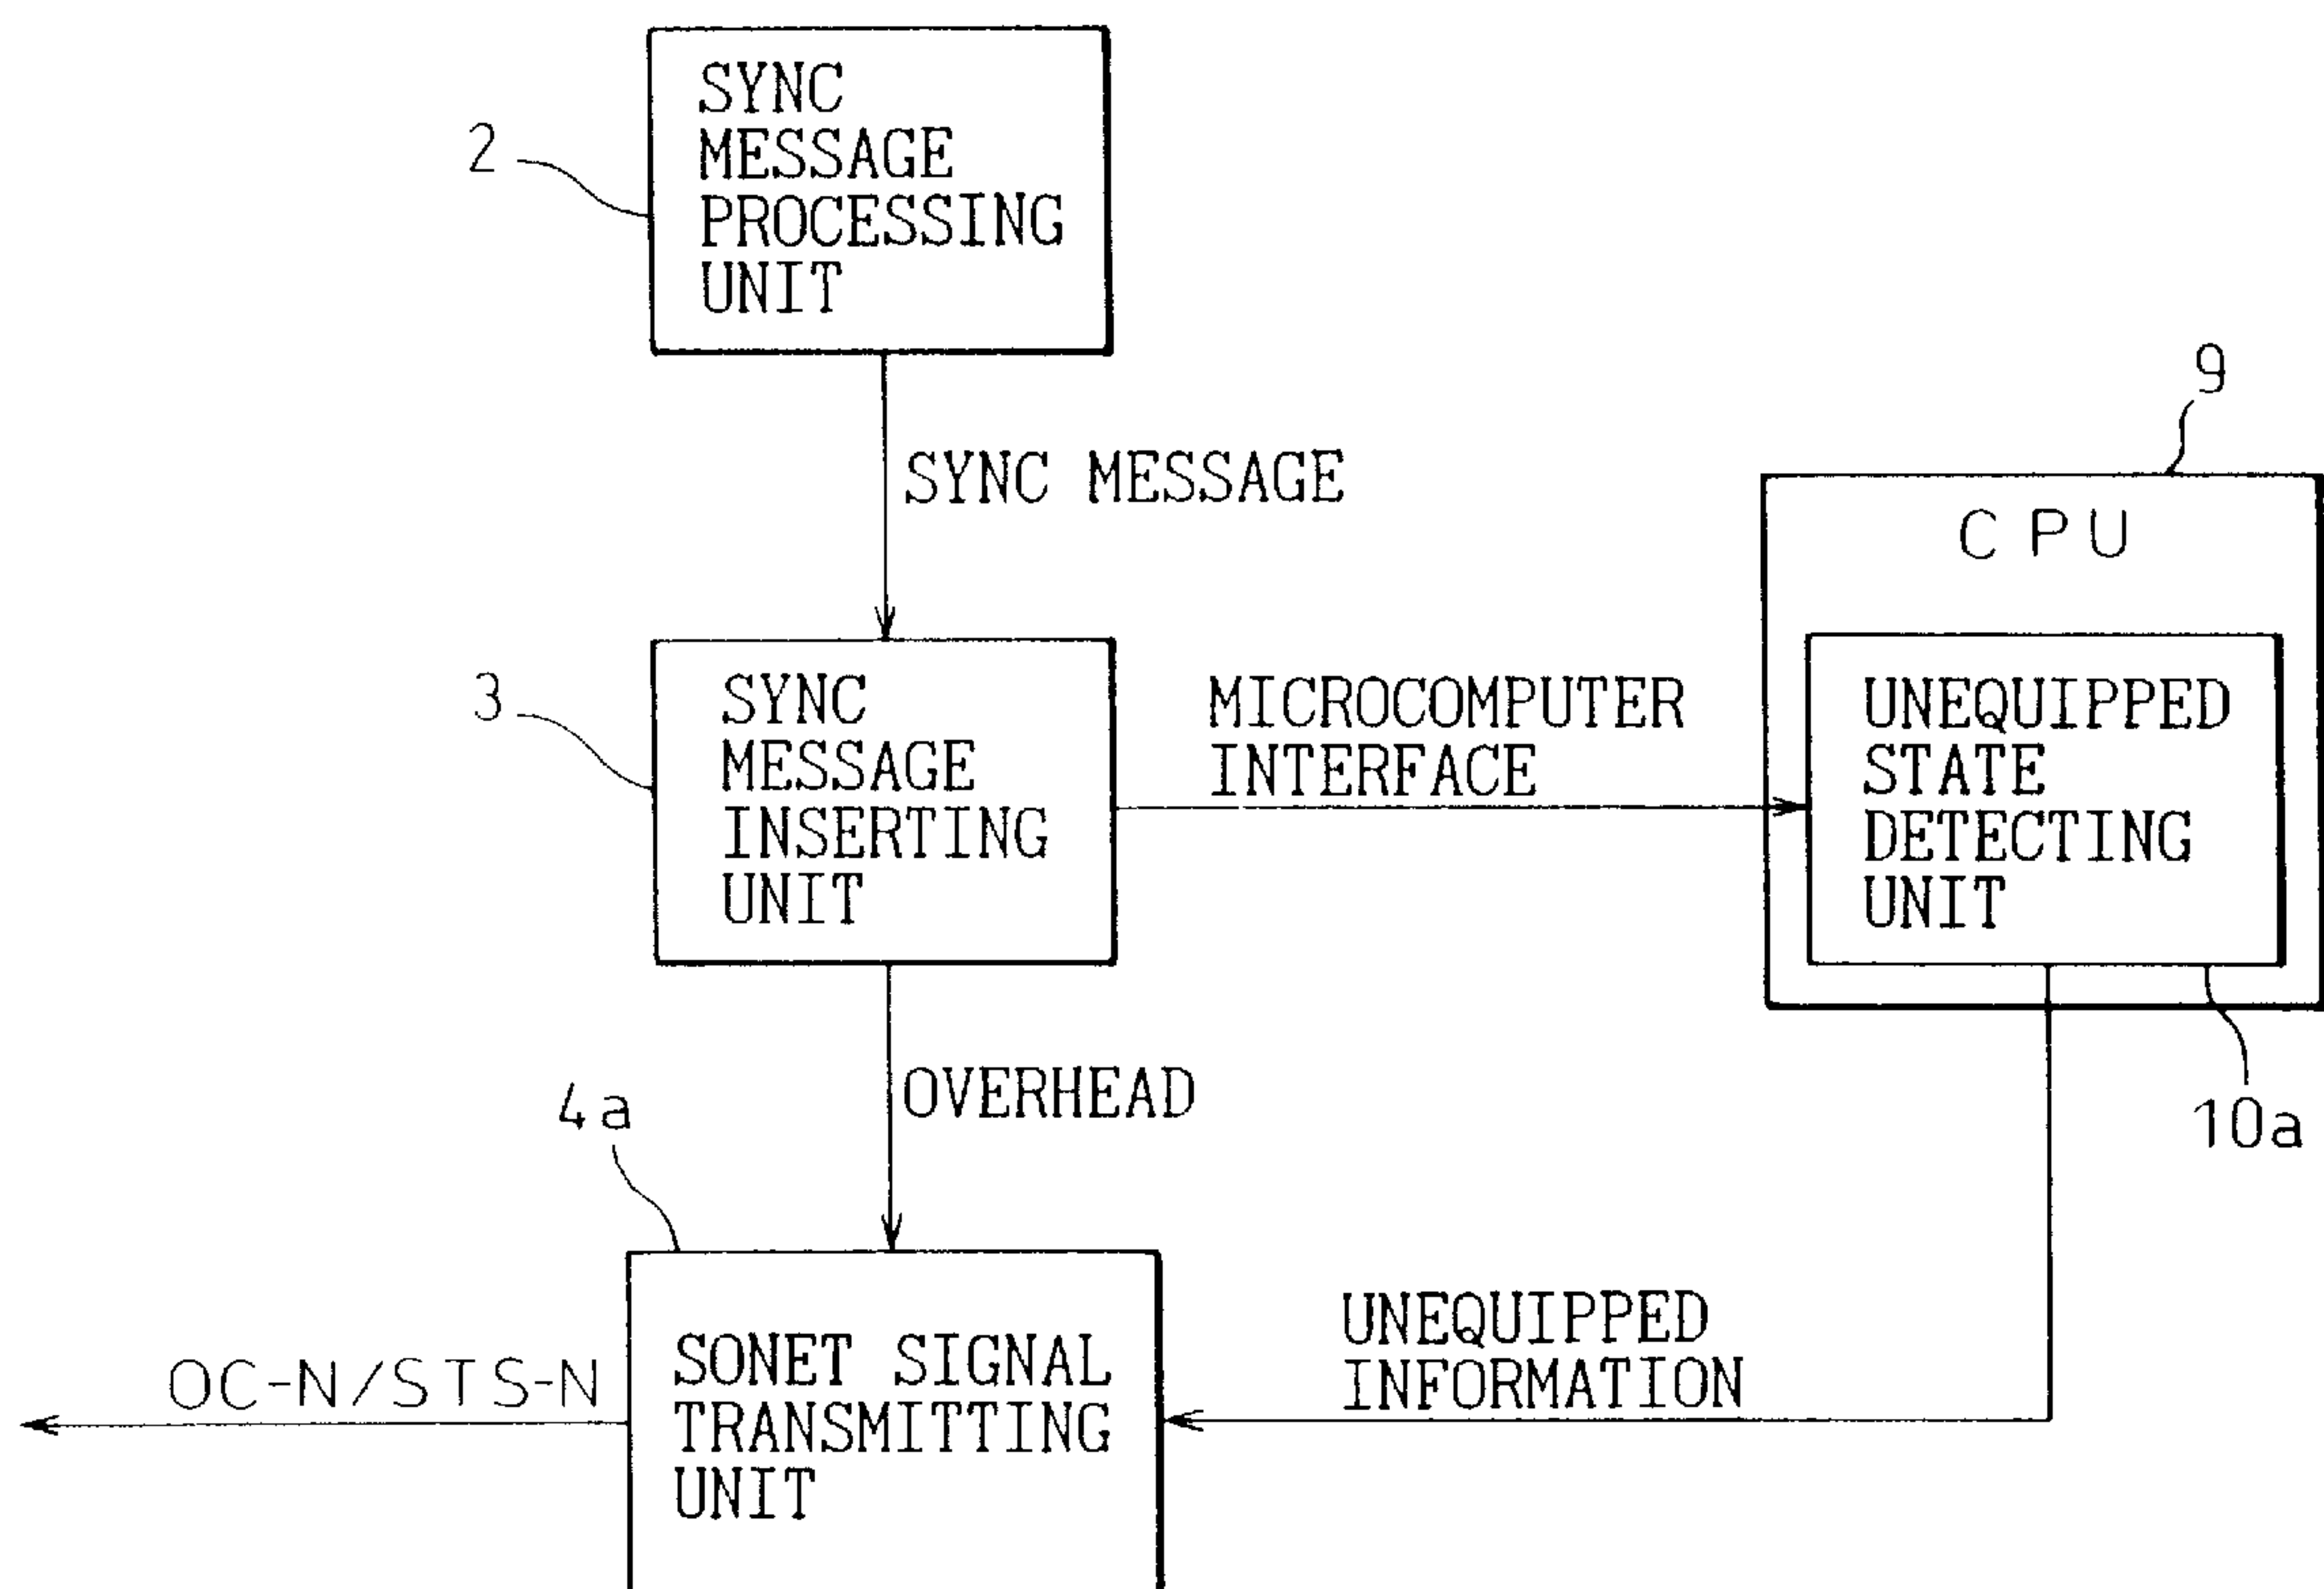 SYNC
MESSAGE
PROCESSING
UNIT
2
SYNC MESSAGE
9
CPU
3
SYNC
MESSAGE
INSERTING
UNIT
MICROCOMPUTER
INTERFACE
UNEQUIPPED
STATE
DETECTING
UNIT
10a
OVERHEAD
4a
SONET SIGNAL
TRANSMITTING
UNIT
UNEQUIPPED
INFORMATION
OC-N/STS-N